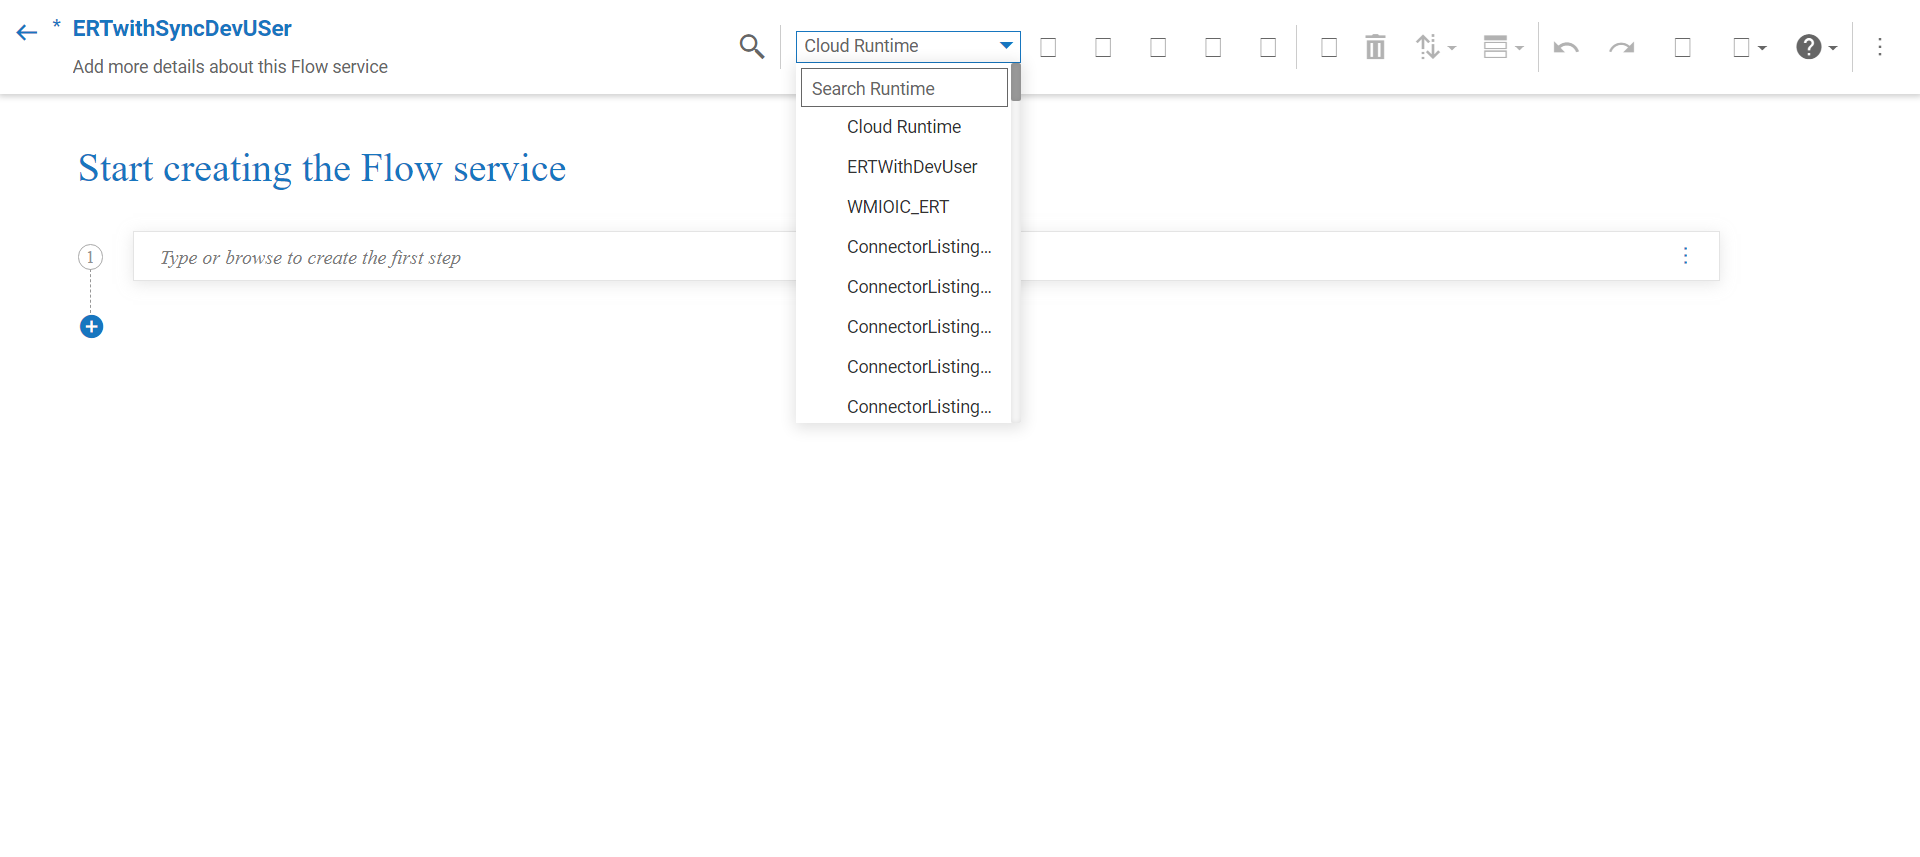 * ERTwithSyncDevUSer
Add more details about this Flow service
Cloud Runtime
Search Runtime
Cloud Runtime
ERTWithDevUser
WMIOIC_ERT
ConnectorListing...
ConnectorListing...
ConnectorListing...
ConnectorListing...
ConnectorListing...
Start creating the Flow service
1
Type or browse to create the first step